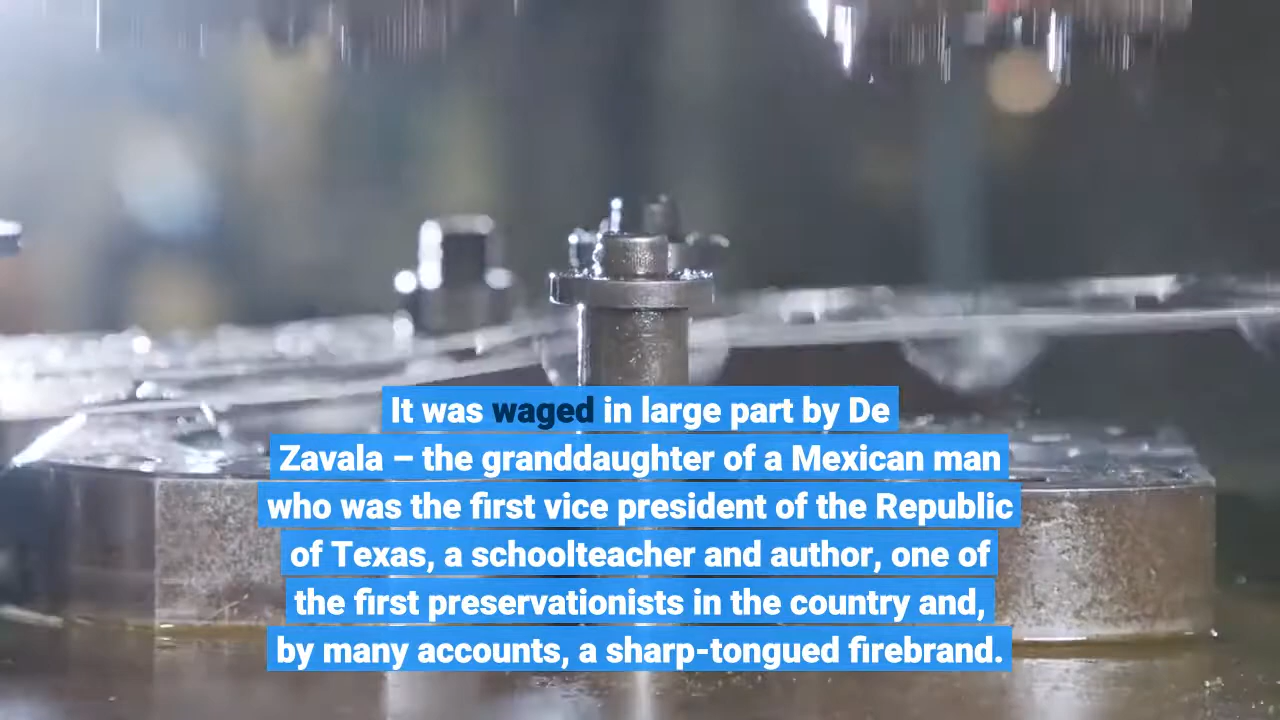 It was waged in large part by De
Zavala – the granddaughter of a Mexican man
who was the first vice president of the Republic
of Texas, a schoolteacher and author, one of
the first preservationists in the country and,
by many accounts, a sharp-tongued firebrand.